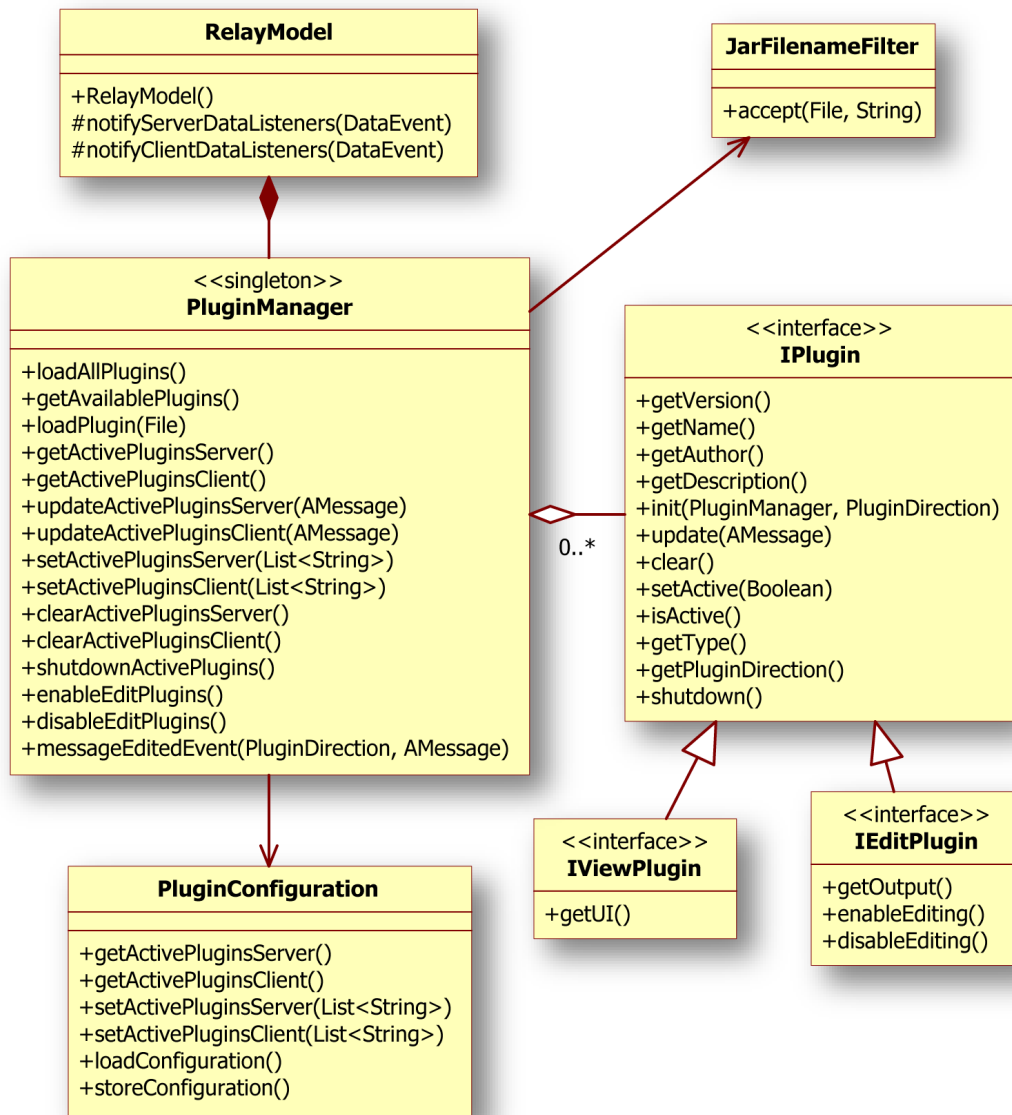 RelayModel
+RelayModel()
#notifyServerDataListeners(DataEvent)
#notifyClientDataListeners(DataEvent)
JarFilenameFilter
+accept(File, String)
<<singleton>>
PluginManager
+loadAllPlugins()
+getAvailablePlugins()
+loadPlugin(File)
+getActivePluginsServer()
+getActivePluginsClient()
+updateActivePluginsServer(AMessage)
+updateActivePluginsClient(AMessage)
+setActivePluginsServer(List<String>)
+setActivePluginsClient(List<String>)
+clearActivePluginsServer()
+clearActivePluginsClient()
+shutdownActivePlugins()
+enableEditPlugins()
+disableEditPlugins()
+messageEditedEvent(PluginDirection, AMessage)
0..*
<<interface>>
IPlugin
+getVersion()
+getName()
+getAuthor()
+getDescription()
+init(PluginManager, PluginDirection)
+update(AMessage)
+clear()
+setActive(Boolean)
+isActive()
+getType()
+getPluginDirection()
+shutdown()
<<interface>>
IViewPlugin
+getUI()
<<interface>>
IEditPlugin
+getOutput()
+enableEditing()
+disableEditing()
PluginConfiguration
+getActivePluginsServer()
+getActivePluginsClient()
+setActivePluginsServer(List<String>)
+setActivePluginsClient(List<String>)
+loadConfiguration()
+storeConfiguration()